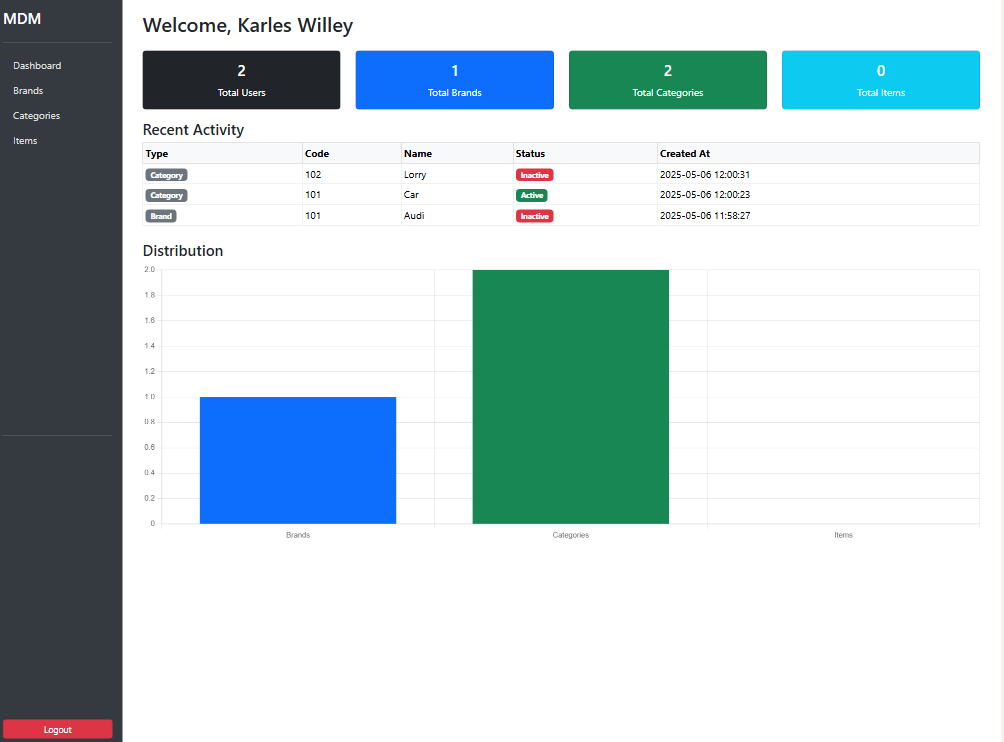 MDM
Dashboard
Brands
Categories
Items
Logout
Welcome, Karles Willey
2
Total Users
1
Total Brands
2
Total Categories
0
Total Items
Recent Activity
Type Code Name Status Created At
Category 102 Lorry Inactive 2025-05-06 12:00:31
Category 101 Car Active 2025-05-06 12:00:23
Brand 101 Audi Inactive 2025-05-06 11:58:27
Distribution
2.0
1.8
1.6
1.4
1.2
1.0
0.8
0.6
0.4
0.2
0
Brands Categories Items